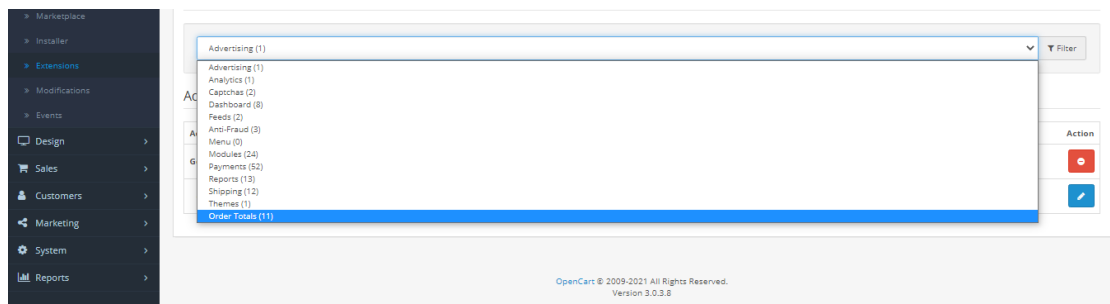 » Marketplace
» Installer
» Extensions
» Modifications
» Events
Design
Sales
Customers
Marketing
System
Reports
Advertising (1)
Filter
Advertising (1)
Analytics (1)
Captchas (2)
Dashboard (8)
Feeds (2)
Anti-Fraud (3)
Menu (0)
Modules (24)
Payments (52)
Reports (13)
Shipping (12)
Themes (1)
Order Totals (11)
Action
OpenCart © 2009-2021 All Rights Reserved.
Version 3.0.3.8